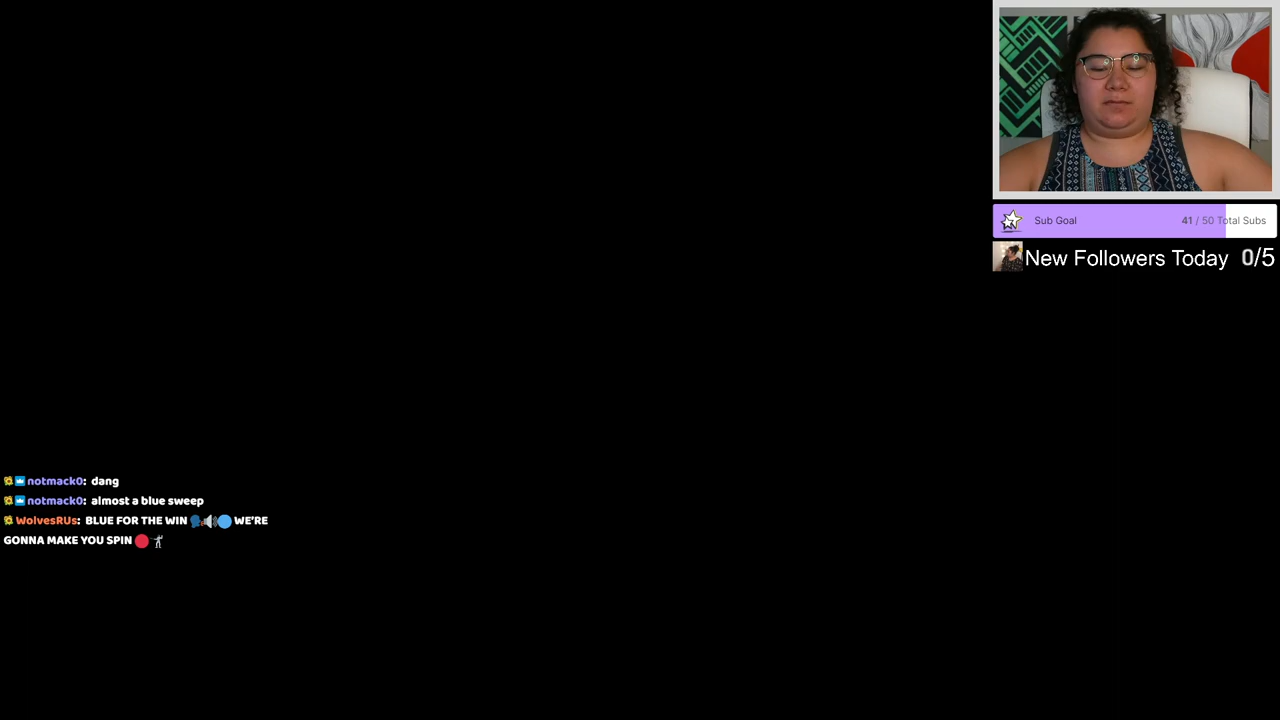 Sub Goal 41 / 50 Total Subs
New Followers Today 0/5
notmack0: dang
notmack0: almost a blue sweep
WolvesRUs: BLUE FOR THE WIN 🗣️🔊🔵 WE'RE
GONNA MAKE YOU SPIN 🔴🕺